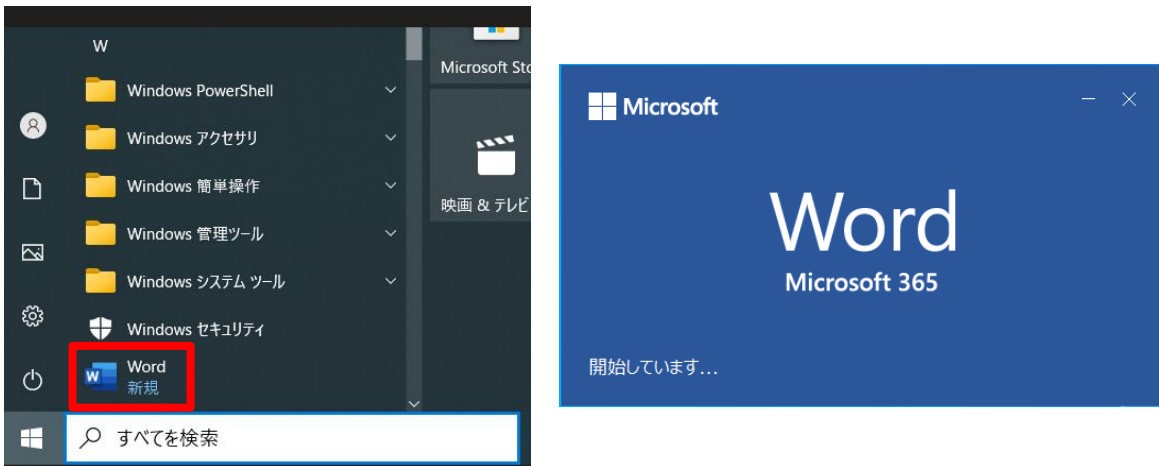 W
Windows PowerShell
Windows アクセサリ
Windows 簡単操作
Windows 管理ツール
Windows システム ツール
Windows セキュリティ
Word
新規
すべてを検索
Microsoft
映画 & テレビ
Microsoft
Word
Microsoft 365
開始しています...